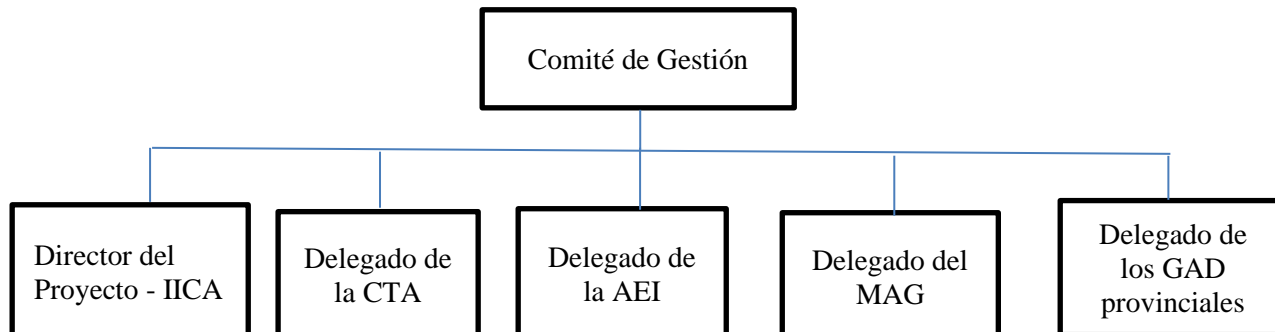 Comité de Gestión
Director del
Proyecto - IICA
Delegado de
la CTA
Delegado de
la AEI
Delegado del
MAG
Delegado de
los GAD
provinciales